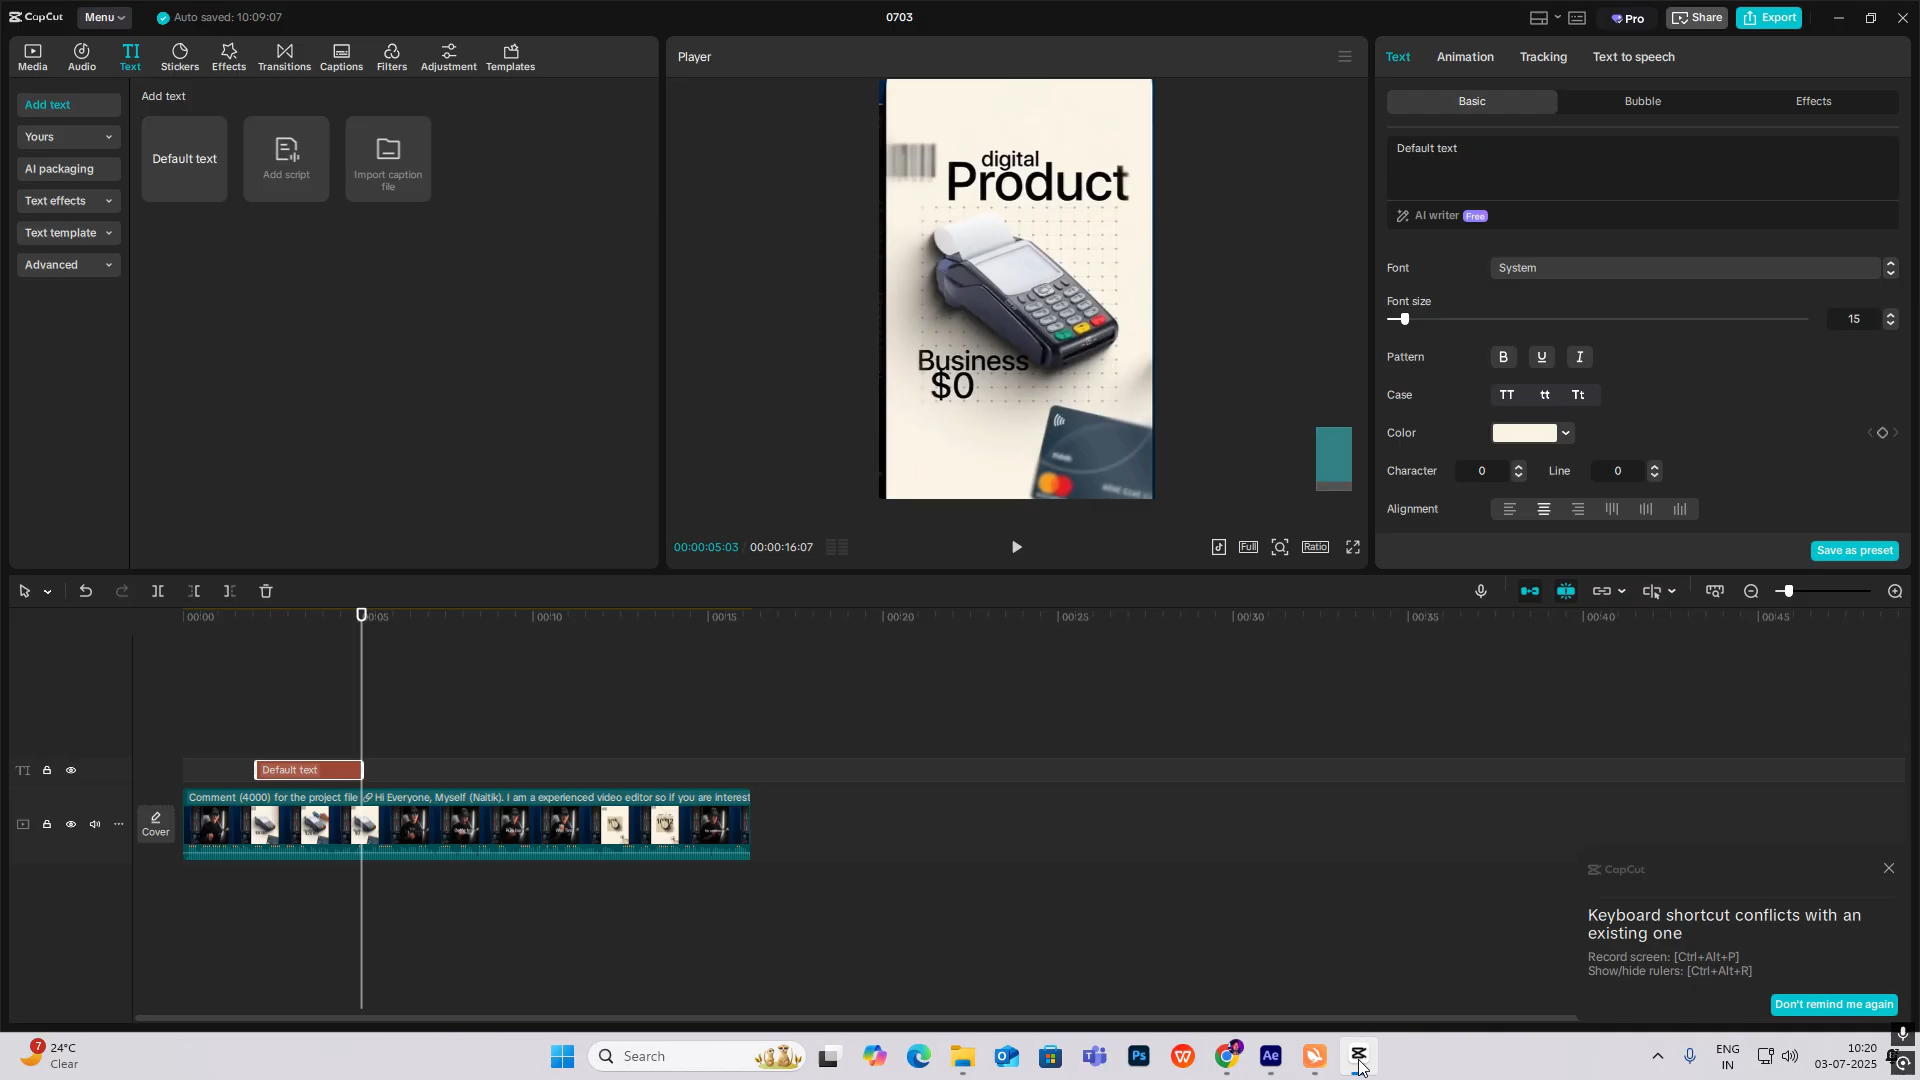 CapCut
Menu
Auto saved: 10:09:07
0703
Pro
Share
Export
Media
Audio
TI
Text
Stickers
Effects
Transitions
Captions
Filters
Adjustment
Templates
Add text
Yours
AI packaging
Text effects
Text template
Advanced
Add text
Default text
Add script
Import caption
file
Player
digital
Product
Business
$0
00:00:05:03 / 00:00:16:07
Full
Ratio
Text
Animation
Tracking
Text to speech
Basic
Bubble
Effects
Default text
AI writer Free
Font
System
Font size
15
Pattern
B U I
Case
TT tt Tt
Color
Character
0
Line
0
Alignment
Save as preset
00:00
00:05
00:10
00:15
00:20
00:25
00:30
00:35
00:40
00:45
TI
Default text
Cover
Comment (4000) for the project file 🔗 Hi Everyone, Myself (Naitik). I am a experienced video editor so if you are interest
CapCut
Keyboard shortcut conflicts with an
existing one
Record screen: [Ctrl+Alt+P]
Show/hide rulers: [Ctrl+Alt+R]
Don't remind me again
7
24°C
Clear
Search
Ps
Ae
ENG
IN
10:20
03-07-2025